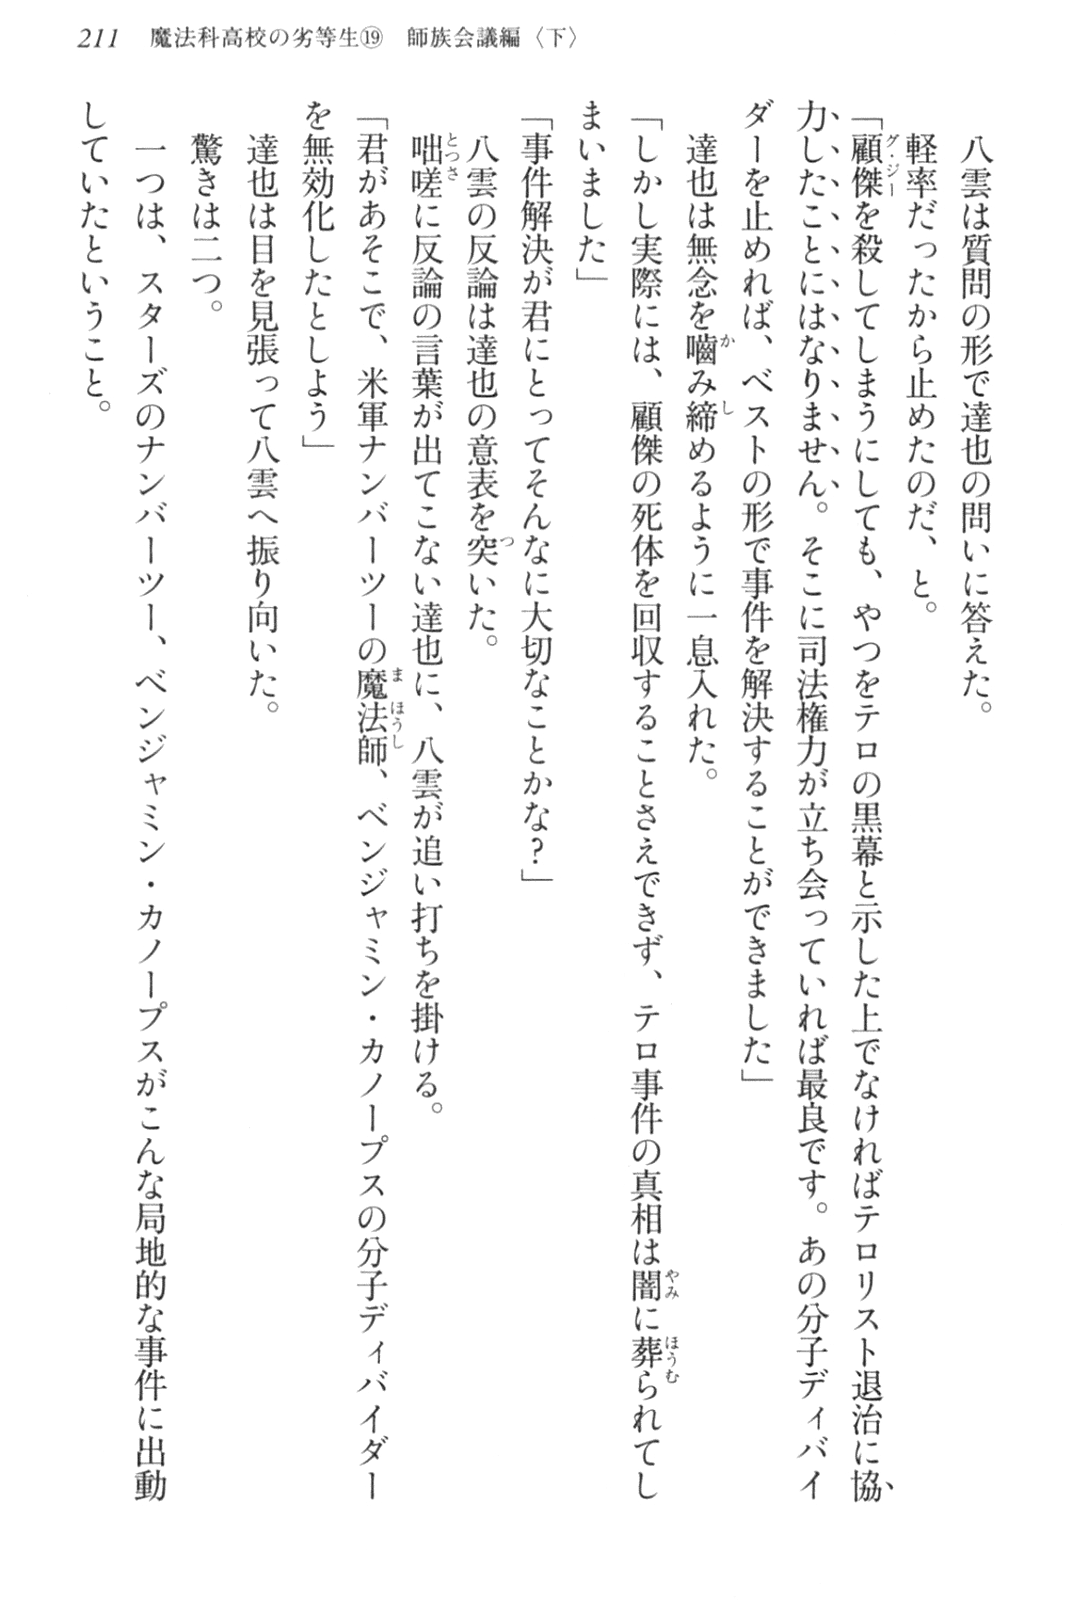 211　魔法科高校の劣等生⑲　師族会議編〈下〉
　八雲は質問の形で達也の問いに答えた。
　軽率だったから止めたのだ、と。
「顧傑を殺してしまうにしても、やつをテロの黒幕と示した上でなければテロリスト退治に協
力したことにはなりません。そこに司法権力が立ち会っていれば最良です。あの分子ディバイ
ダーを止めれば、ベストの形で事件を解決することができました」
　達也は無念を嚙み締めるように一息入れた。
「しかし実際には、顧傑の死体を回収することさえできず、テロ事件の真相は闇に葬られてし
まいました」
「事件解決が君にとってそんなに大切なことかな？」
　八雲の反論は達也の意表を突いた。
　咄嗟に反論の言葉が出てこない達也に、八雲が追い打ちを掛ける。
「君があそこで、米軍ナンバーツーの魔法師、ベンジャミン・カノープスの分子ディバイダー
を無効化したとしよう」
　達也は目を見張って八雲へ振り向いた。
　驚きは二つ。
　一つは、スターズのナンバーツー、ベンジャミン・カノープスがこんな局地的な事件に出動
していたということ。